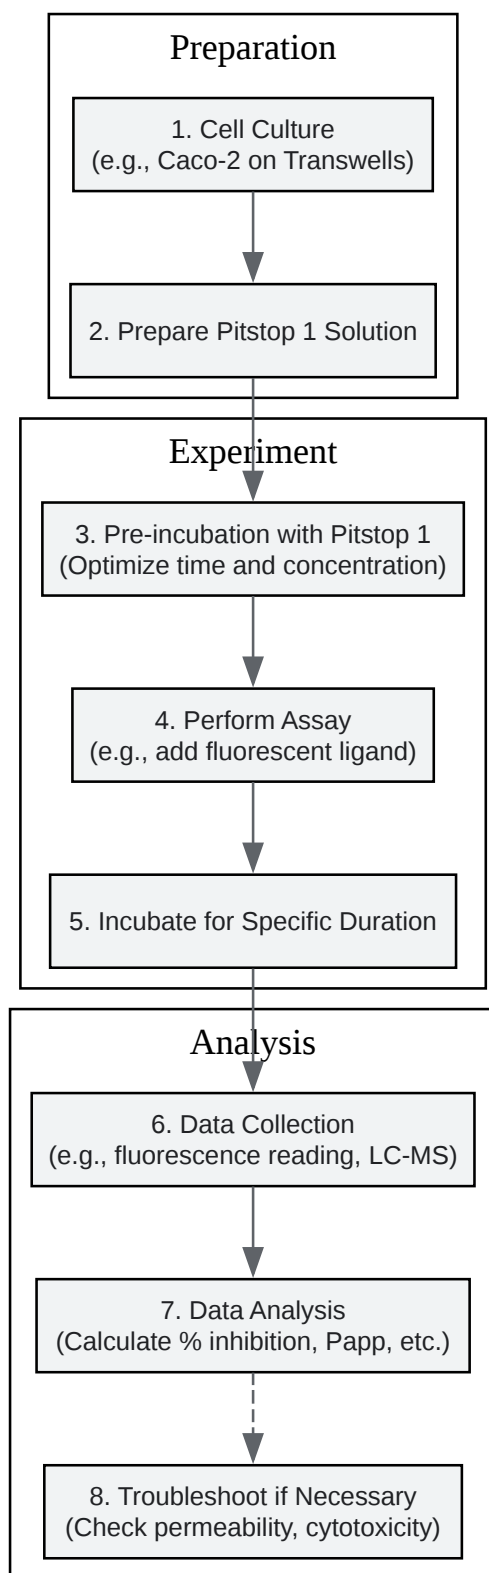 Preparation
1. Cell Culture
(e.g., Caco-2 on Transwells)
2. Prepare Pitstop 1 Solution
Experiment
3. Pre-incubation with Pitstop 1
(Optimize time and concentration)
4. Perform Assay
(e.g., add fluorescent ligand)
5. Incubate for Specific Duration
Analysis
6. Data Collection
(e.g., fluorescence reading, LC-MS)
7. Data Analysis
(Calculate % inhibition, Papp, etc.)
8. Troubleshoot if Necessary
(Check permeability, cytotoxicity)